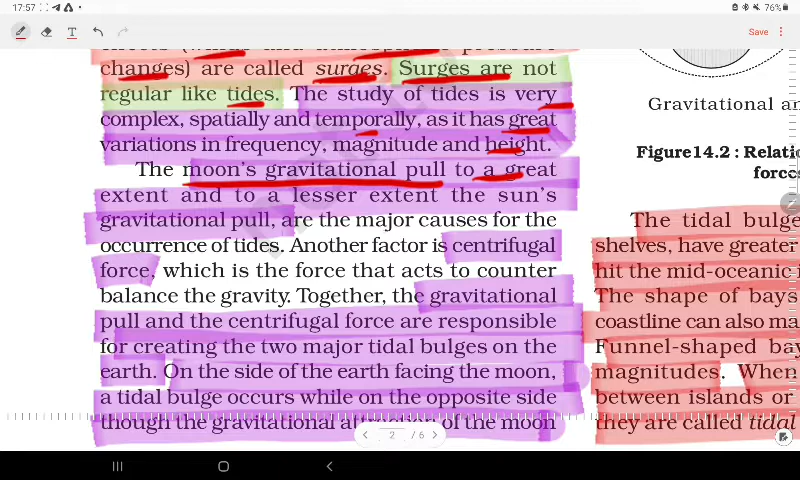 17:57
76%
Save
changes) are called surges. Surges are not
regular like tides. The study of tides is very
complex, spatially and temporally, as it has great
variations in frequency, magnitude and height.
The moon's gravitational pull to a great
extent and to a lesser extent the sun's
gravitational pull, are the major causes for the
occurrence of tides. Another factor is centrifugal
force, which is the force that acts to counter
balance the gravity. Together, the gravitational
pull and the centrifugal force are responsible
for creating the two major tidal bulges on the
earth. On the side of the earth facing the moon,
a tidal bulge occurs while on the opposite side
though the gravitational of the moon
Gravitational an
Figure14.2 : Relatio
forces
The tidal bulge
shelves, have greater
hit the mid-oceanic i
The shape of bays
coastline can also ma
Funnel-shaped bay
magnitudes. When
between islands or
they are called tidal
2 / 6